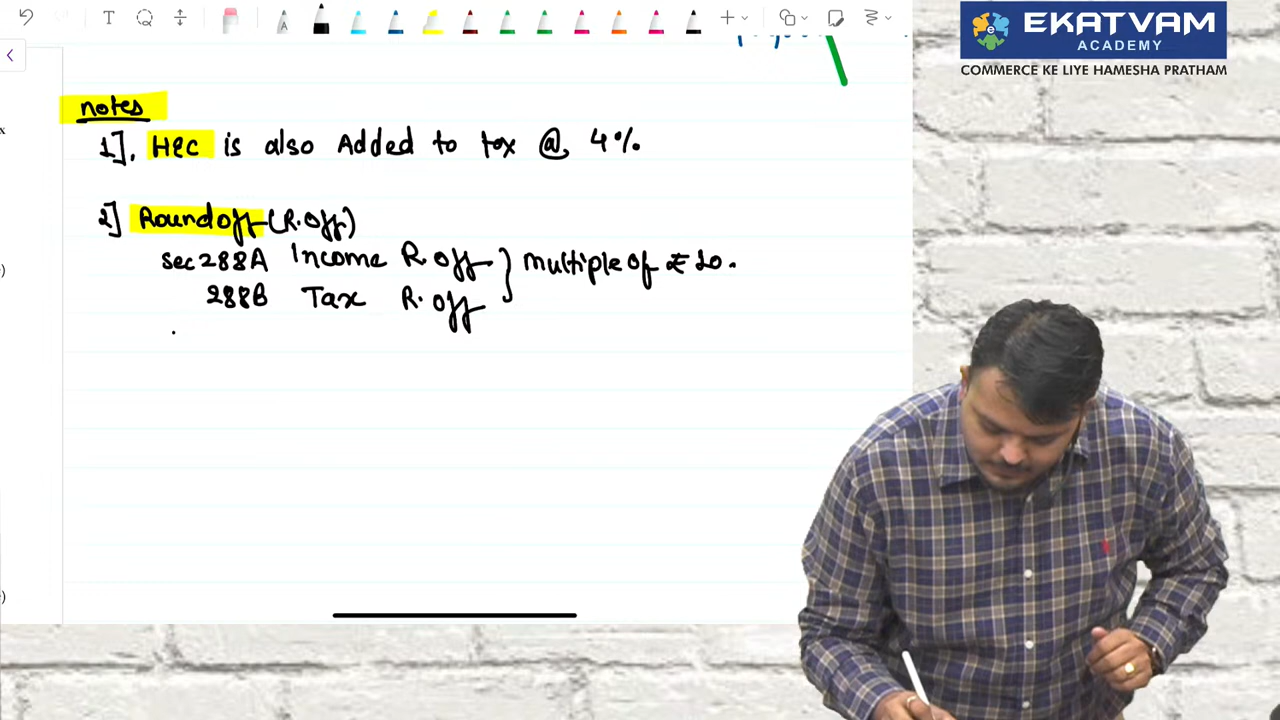 EKATVAM
ACADEMY
COMMERCE KE LIYE HAMESHA PRATHAM
notes
1]. HEC is also Added to tax @ 4%
2] Roundoff (R.off)
sec 288A Income R.off } multiple of ₹ 10.
288B Tax R.off